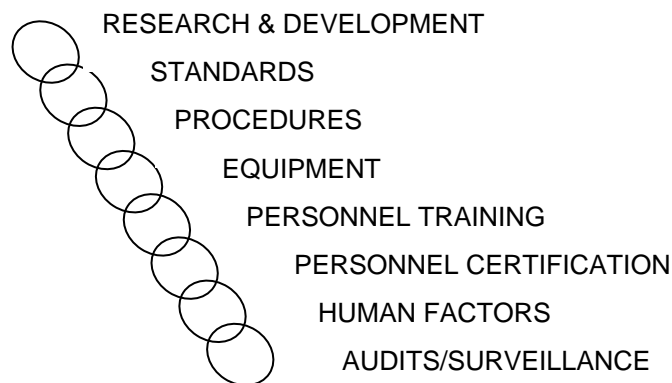 RESEARCH & DEVELOPMENT
STANDARDS
PROCEDURES
EQUIPMENT
PERSONNEL TRAINING
PERSONNEL CERTIFICATION
HUMAN FACTORS
AUDITS/SURVEILLANCE